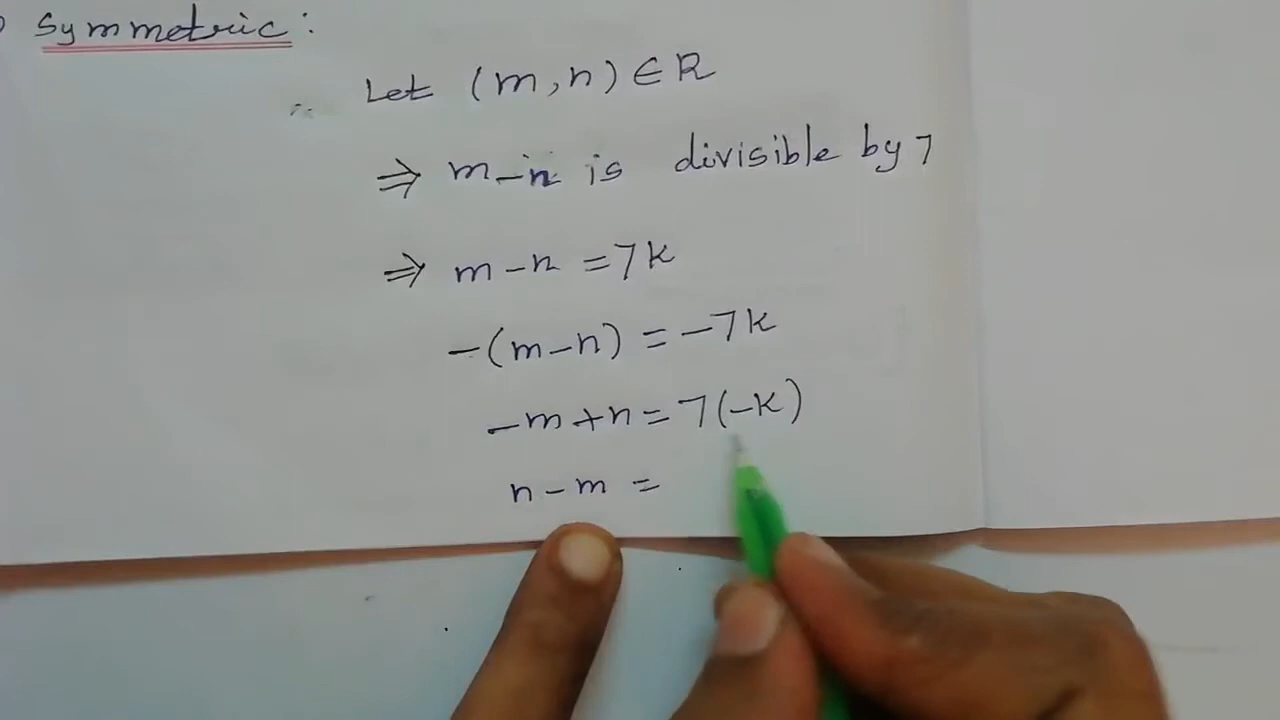 Symmetric:
Let (m,n)∈R
⇒ m-n is divisible by 7
⇒ m-n =7k
-(m-n) = -7k
-m+n = 7(-k)
n-m =